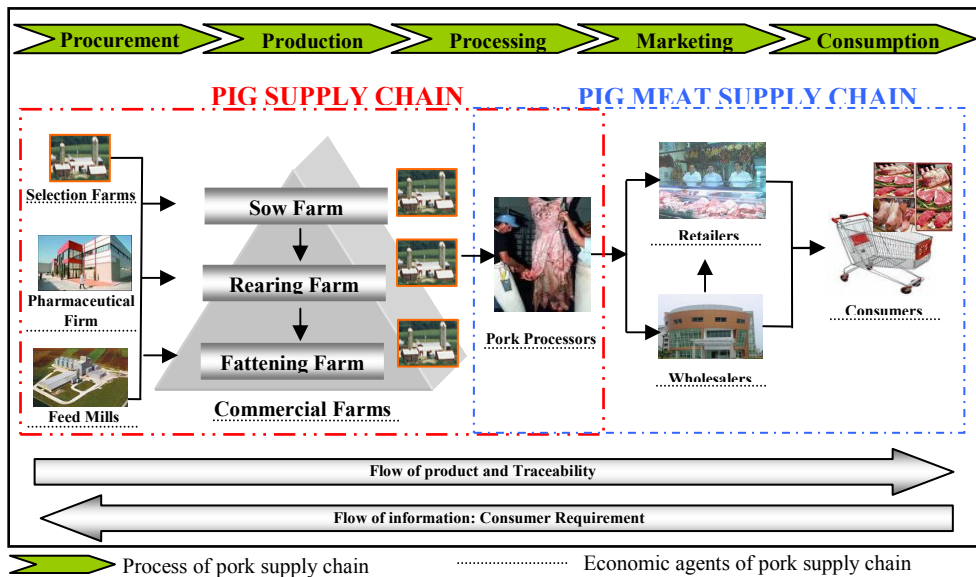 Procurement
Production
Processing
Marketing
Consumption
PIG SUPPLY CHAIN
PIG MEAT SUPPLY CHAIN
Selection Farms
Pharmaceutical
Firm
Feed Mills
Sow Farm
Rearing Farm
Fattening Farm
Commercial Farms
Pork Processors
Retailers
Wholesalers
Consumers
Flow of product and Traceability
Flow of information: Consumer Requirement
Process of pork supply chain
Economic agents of pork supply chain